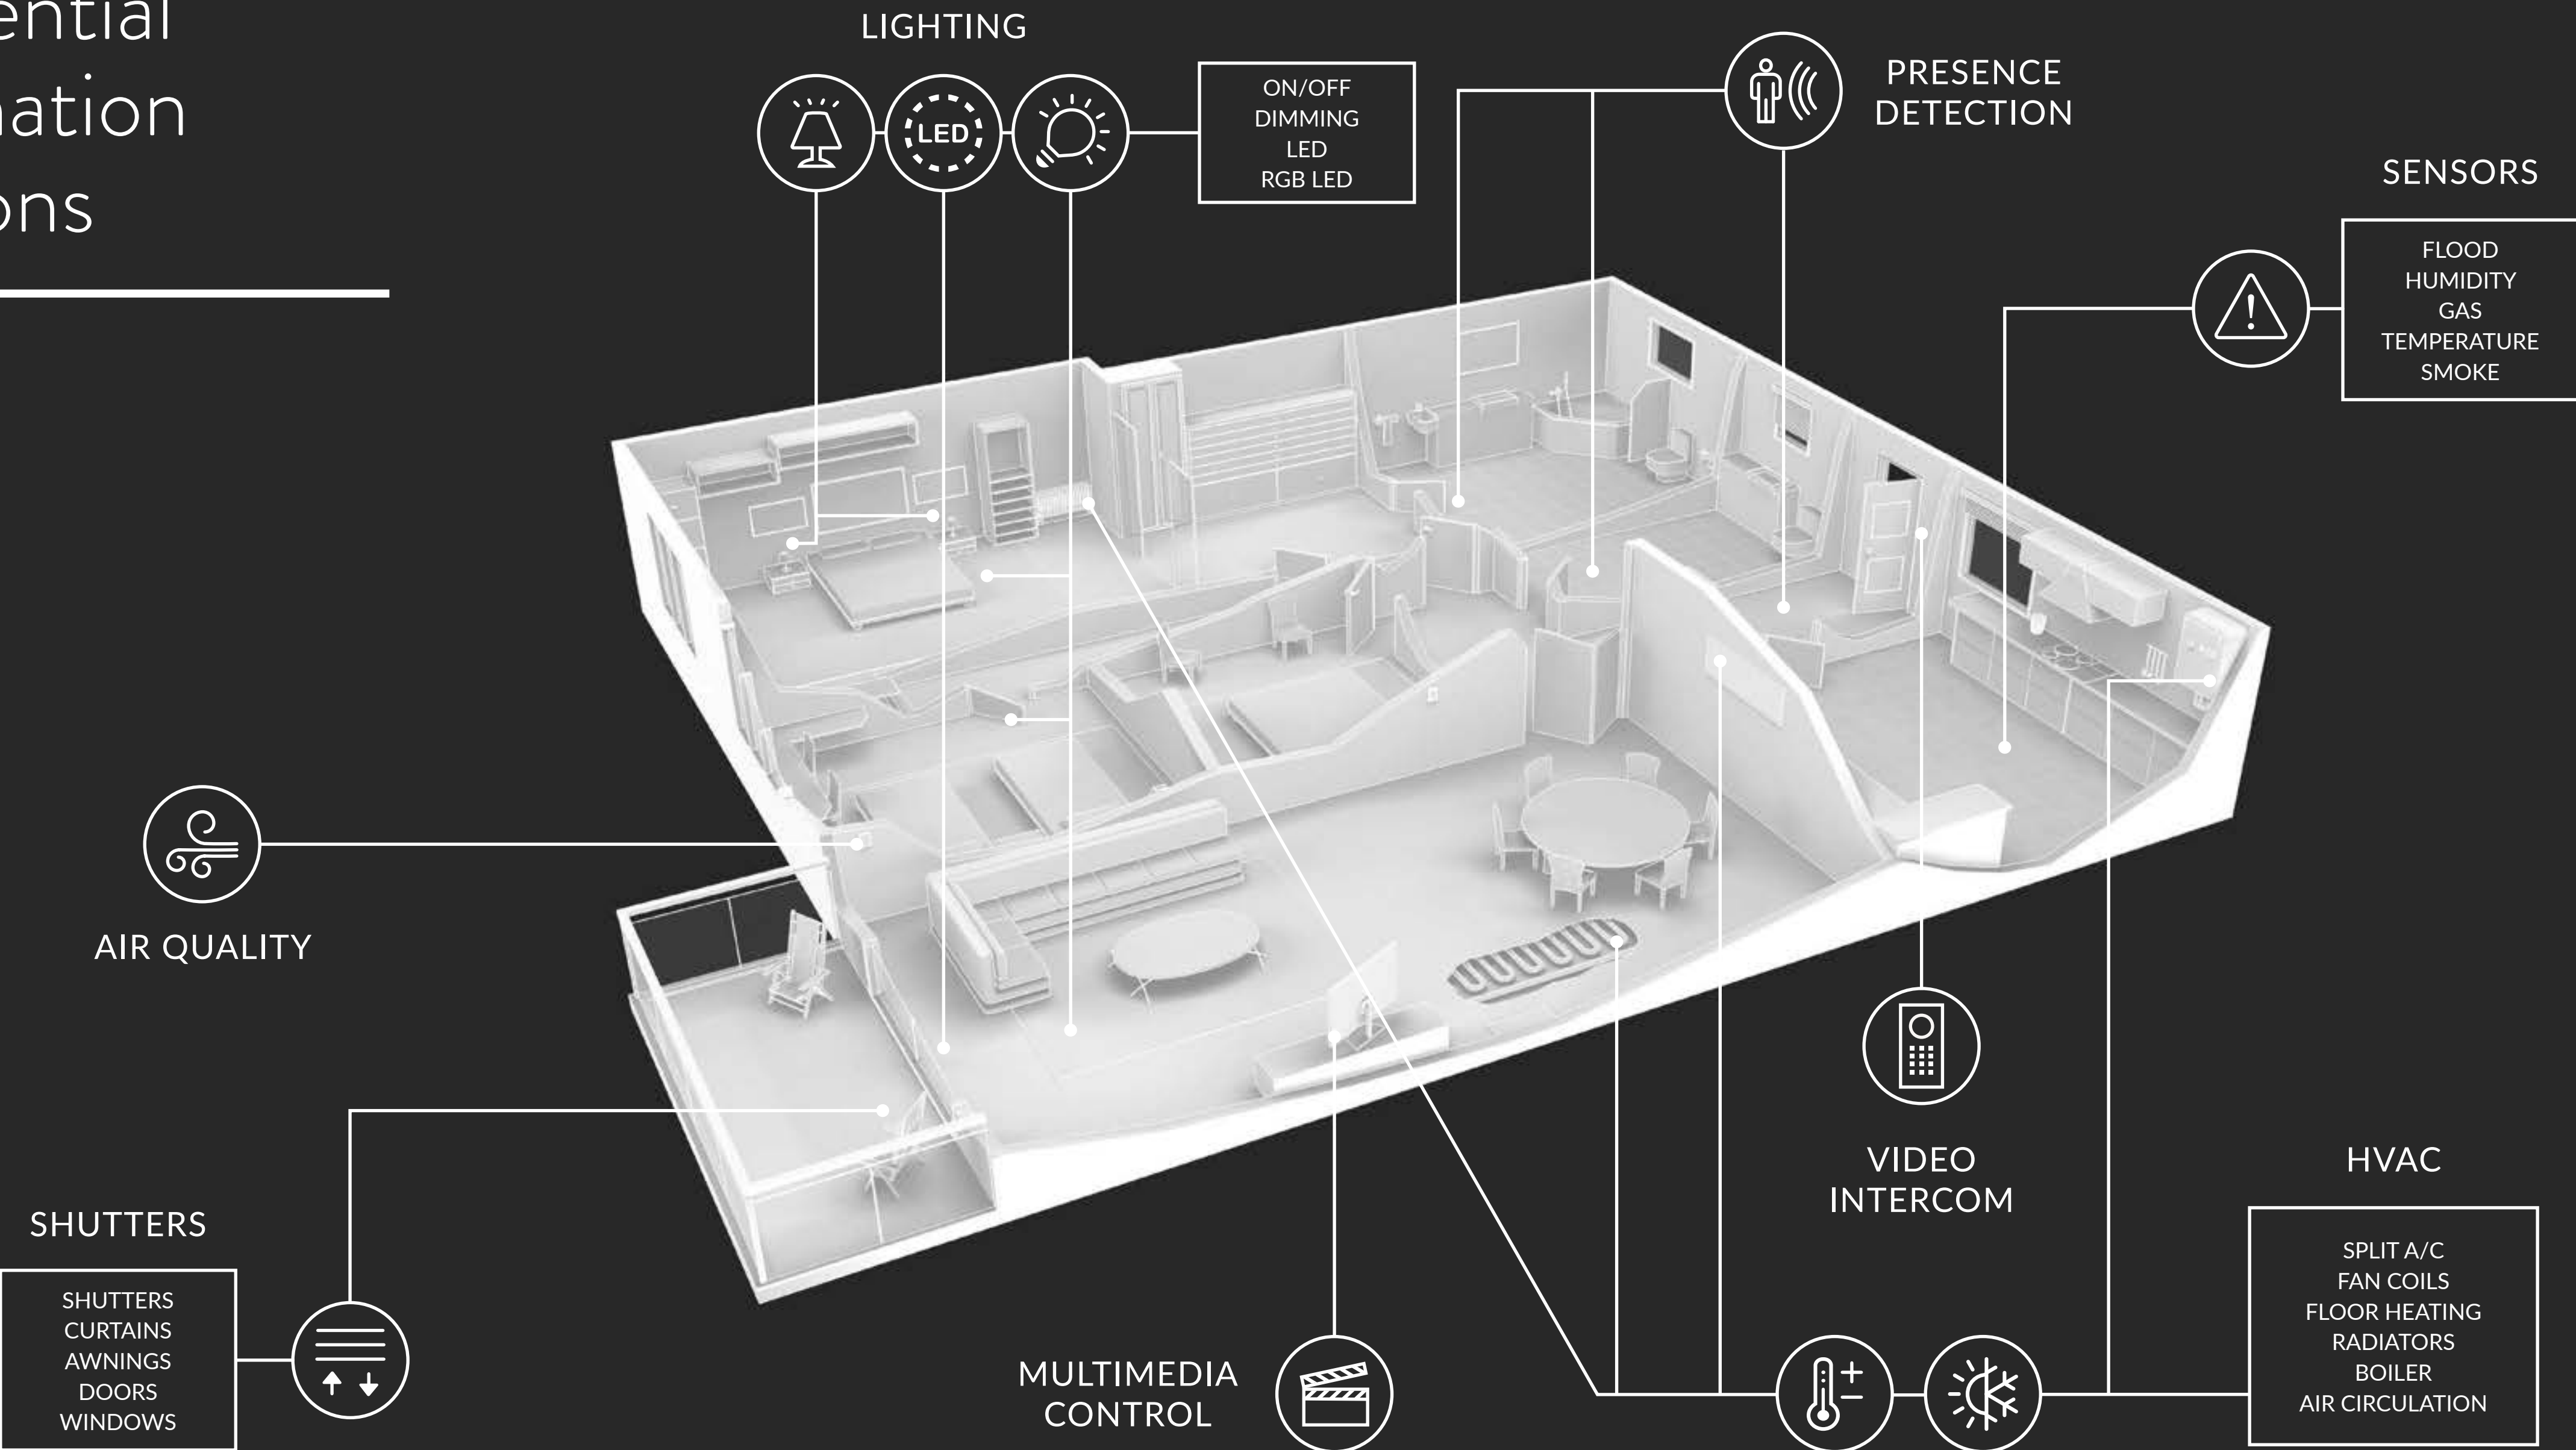 ential
nation
ons
LIGHTING
LED
ON/OFF
DIMMING
LED
RGB LED
PRESENCE
DETECTION
SENSORS
FLOOD
HUMIDITY
GAS
TEMPERATURE
SMOKE
AIR QUALITY
SHUTTERS
SHUTTERS
CURTAINS
AWNINGS
DOORS
WINDOWS
MULTIMEDIA
CONTROL
VIDEO
INTERCOM
HVAC
SPLIT A/C
FAN COILS
FLOOR HEATING
RADIATORS
BOILER
AIR CIRCULATION